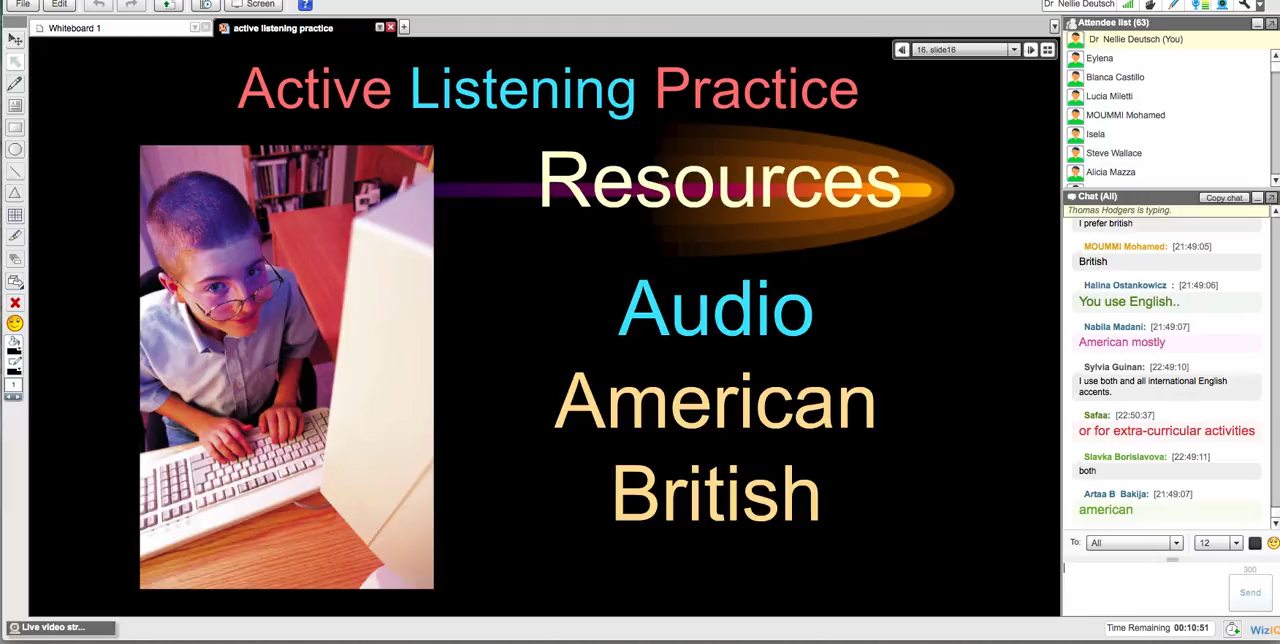 File
Edit
Screen
?
Dr Nellie Deutsch
Whiteboard 1
active listening practice
16. slide16
Active Listening Practice
Resources
Audio
American
British
1
Live video str...
Attendee list (63)
Dr Nellie Deutsch (You)
Eylena
Blanca Castillo
Lucia Miletti
MOUMMI Mohamed
Isela
Steve Wallace
Alicia Mazza
Chat (All)
Copy chat
Thomas Hodgers is typing.
I prefer british
MOUMMI Mohamed: [21:49:05]
British
Halina Ostankowicz : [21:49:06]
You use English..
Nabila Madani: [21:49:07]
American mostly
Sylvia Guinan: [22:49:10]
I use both and all international English
accents.
Safaa: [22:50:37]
or for extra-curricular activities
Slavka Borislavova: [22:49:11]
both
Artaa B Bakija: [21:49:07]
american
To: All 12
300
Send
Time Remaining 00:10:51
WiziQ